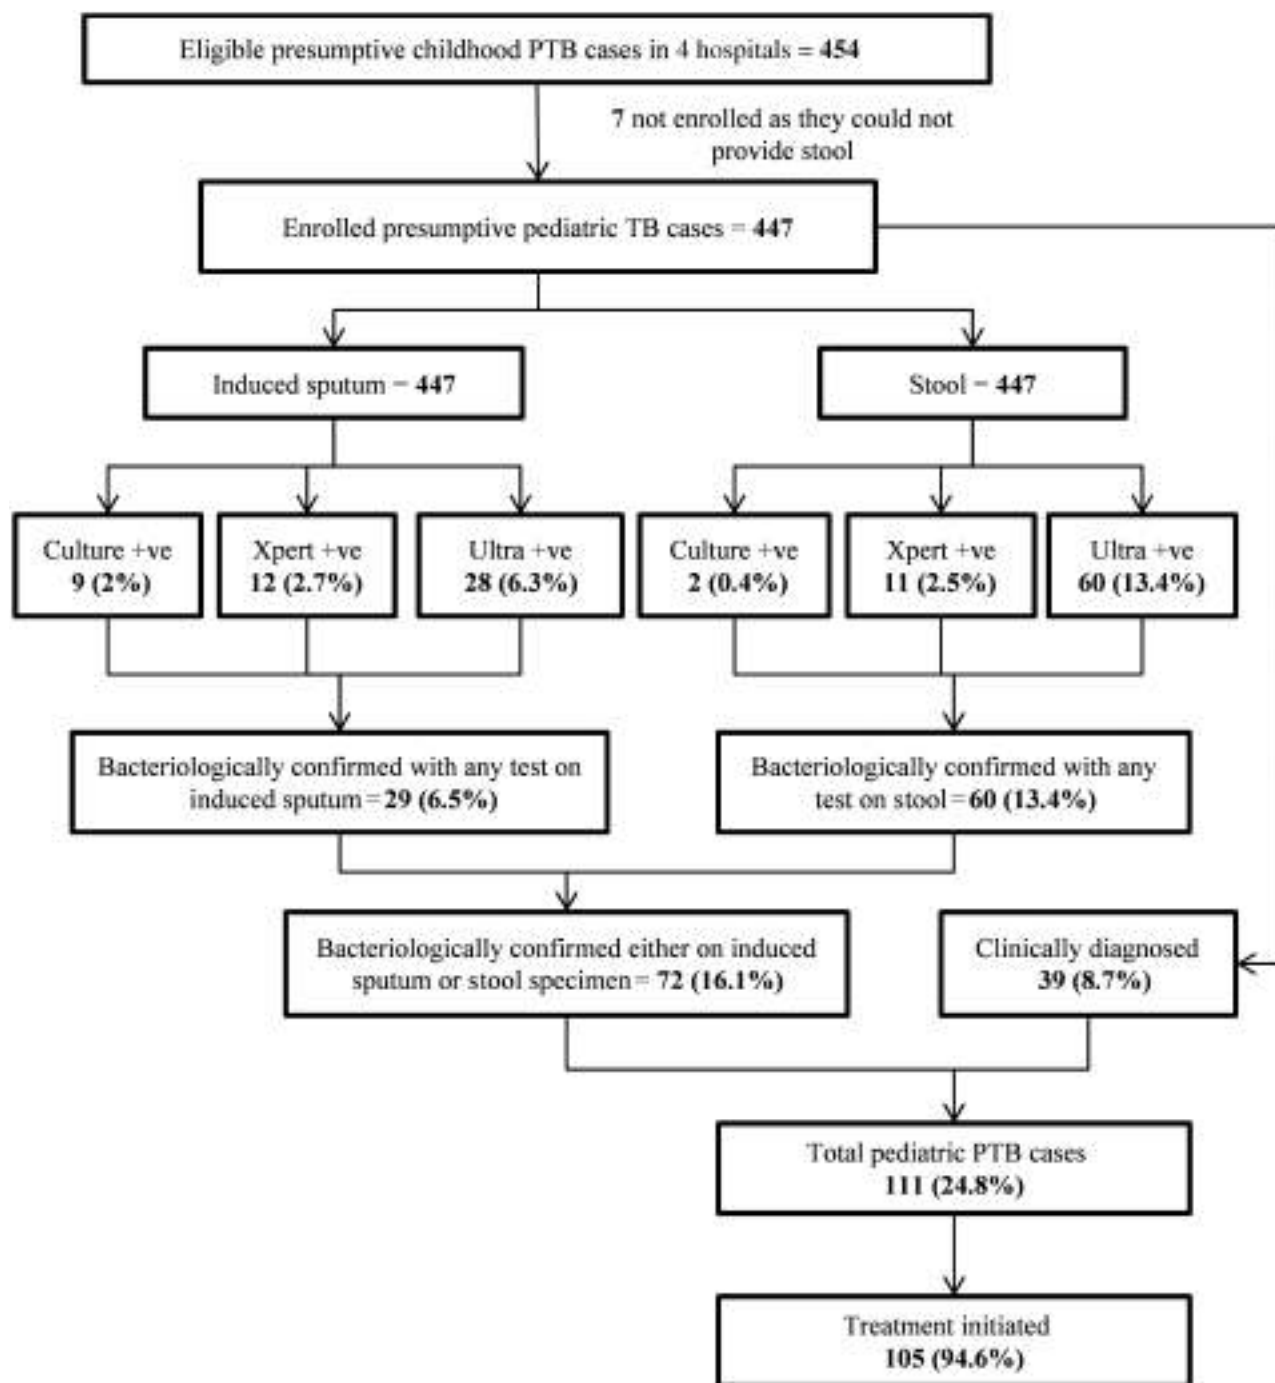 Eligible presumptive childhood PTB cases in 4 hospitals = 454
7 not enrolled as they could not
provide stool
Enrolled presumptive pediatric TB cases = 447
Induced sputum = 447
Stool = 447
Culture +ve
9 (2%)
Xpert +ve
12 (2.7%)
Ultra +ve
28 (6.3%)
Culture +ve
2 (0.4%)
Xpert +ve
11 (2.5%)
Ultra +ve
60 (13.4%)
Bacteriologically confirmed with any test on
induced sputum = 29 (6.5%)
Bacteriologically confirmed with any
test on stool = 60 (13.4%)
Bacteriologically confirmed either on induced
sputum or stool specimen = 72 (16.1%)
Clinically diagnosed
39 (8.7%)
Total pediatric PTB cases
111 (24.8%)
Treatment initiated
105 (94.6%)